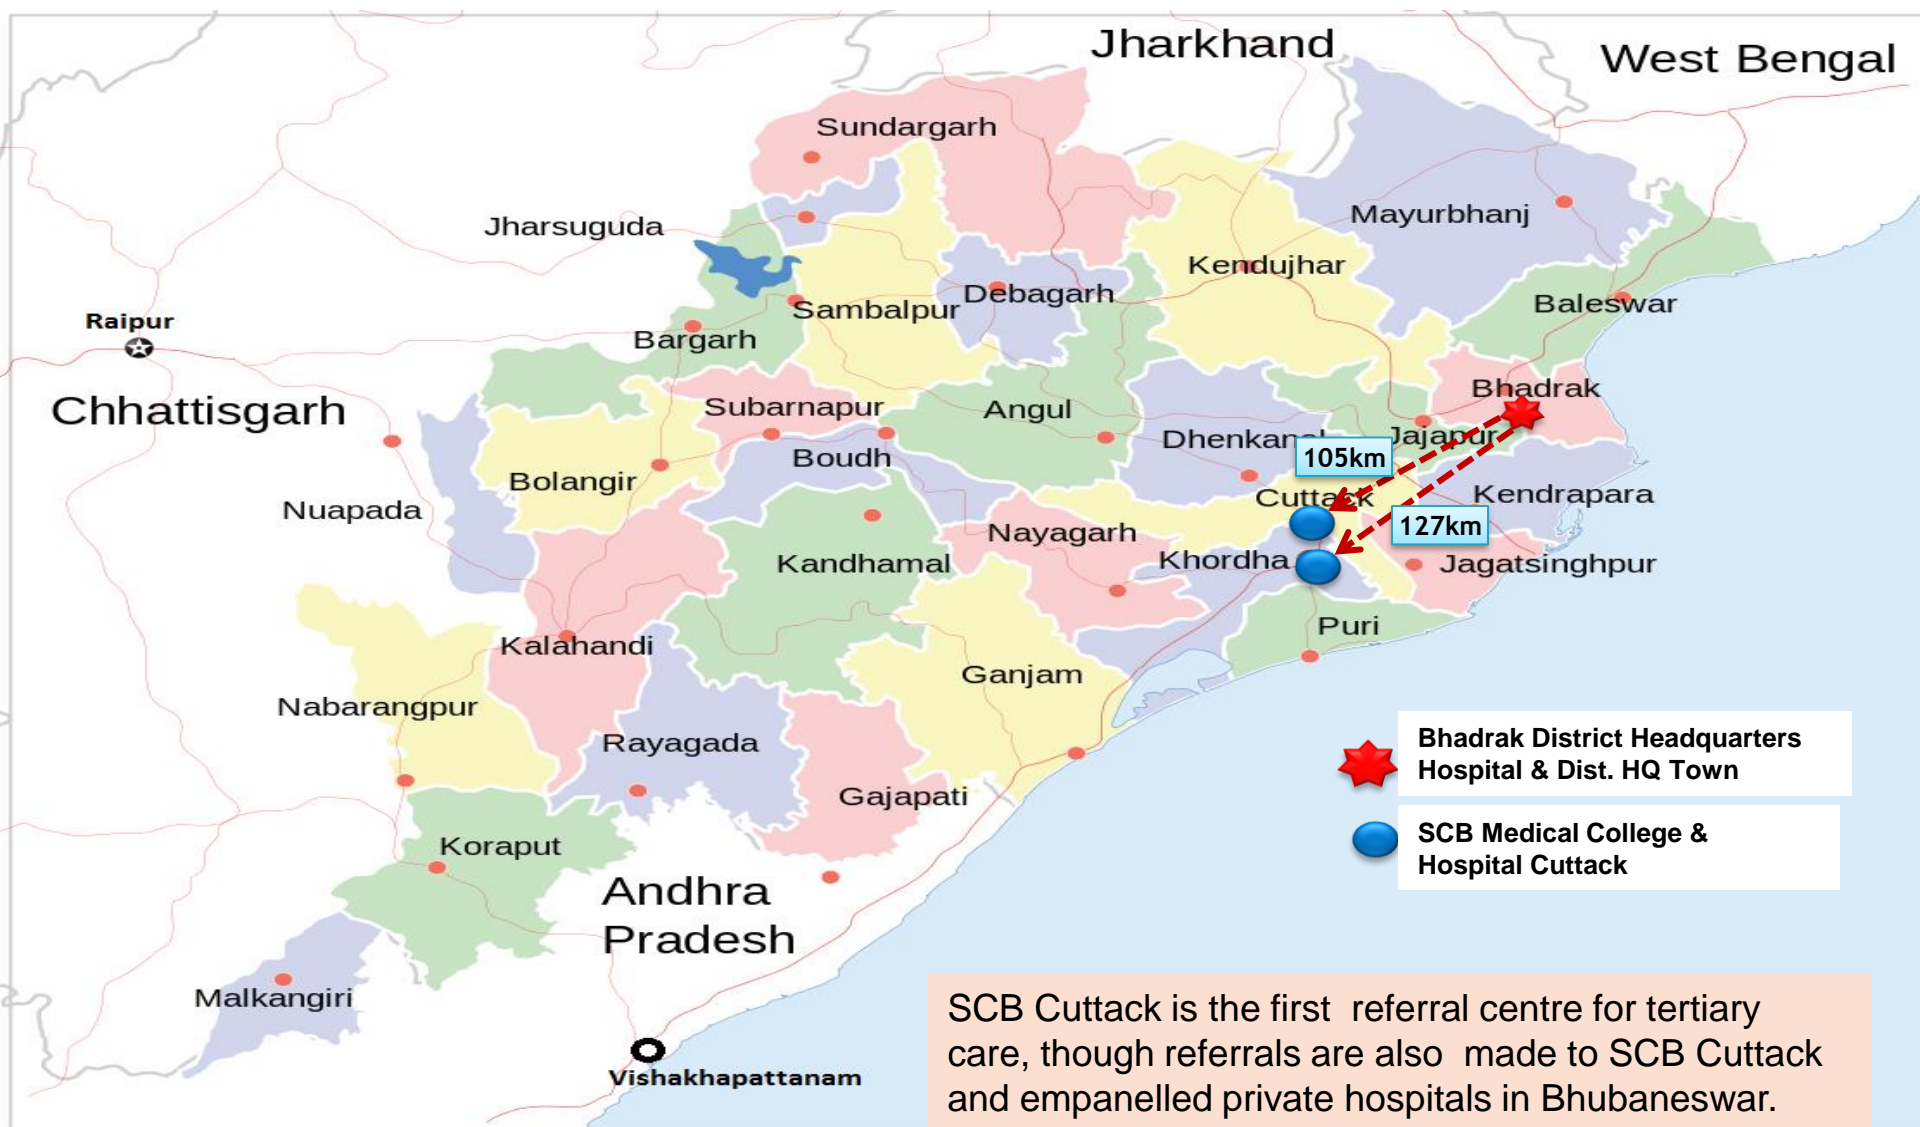 Jharkhand
West Bengal
Sundargarh
Jharsuguda
Mayurbhanj
Kendujhar
Debagarh
Sambalpur
Baleswar
Raipur
Bargarh
Chhattisgarh
Bhadrak
Subarnapur
Angul
Dhenkanal
Jajapur
105km
Boudh
Bolangir
Cuttack
Kendrapara
Nuapada
127km
Nayagarh
Kandhamal
Khordha
Jagatsinghpur
Puri
Kalahandi
Ganjam
Nabarangpur
Rayagada
Bhadrak District Headquarters
Hospital & Dist. HQ Town
Gajapati
SCB Medical College &
Hospital Cuttack
Koraput
Andhra
Pradesh
Malkangiri
Vishakhapattanam
SCB Cuttack is the first  referral centre for tertiary
care, though referrals are also  made to SCB Cuttack
and empanelled private hospitals in Bhubaneswar.